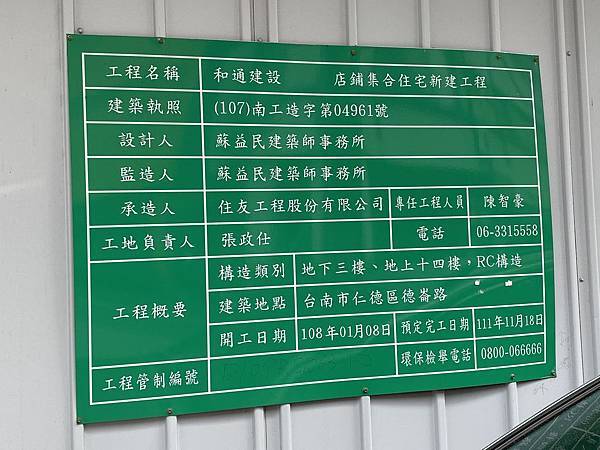 工程名稱 和通建設 店鋪集合住宅新建工程
建築執照 (107)南工造字第04961號
設計人 蘇益民建築師事務所
監造人 蘇益民建築師事務所
承造人 住友工程股份有限公司 專任工程人員 陳智豪
工地負責人 張政仕 電話 06-3315558
工程概要 構造類別 地下三樓、地上十四樓，RC構造
建築地點 台南市仁德區德崙路
開工日期 108年01月08日 預定完工日期 111年11月18日
工程管制編號 環保檢舉電話 0800-066666